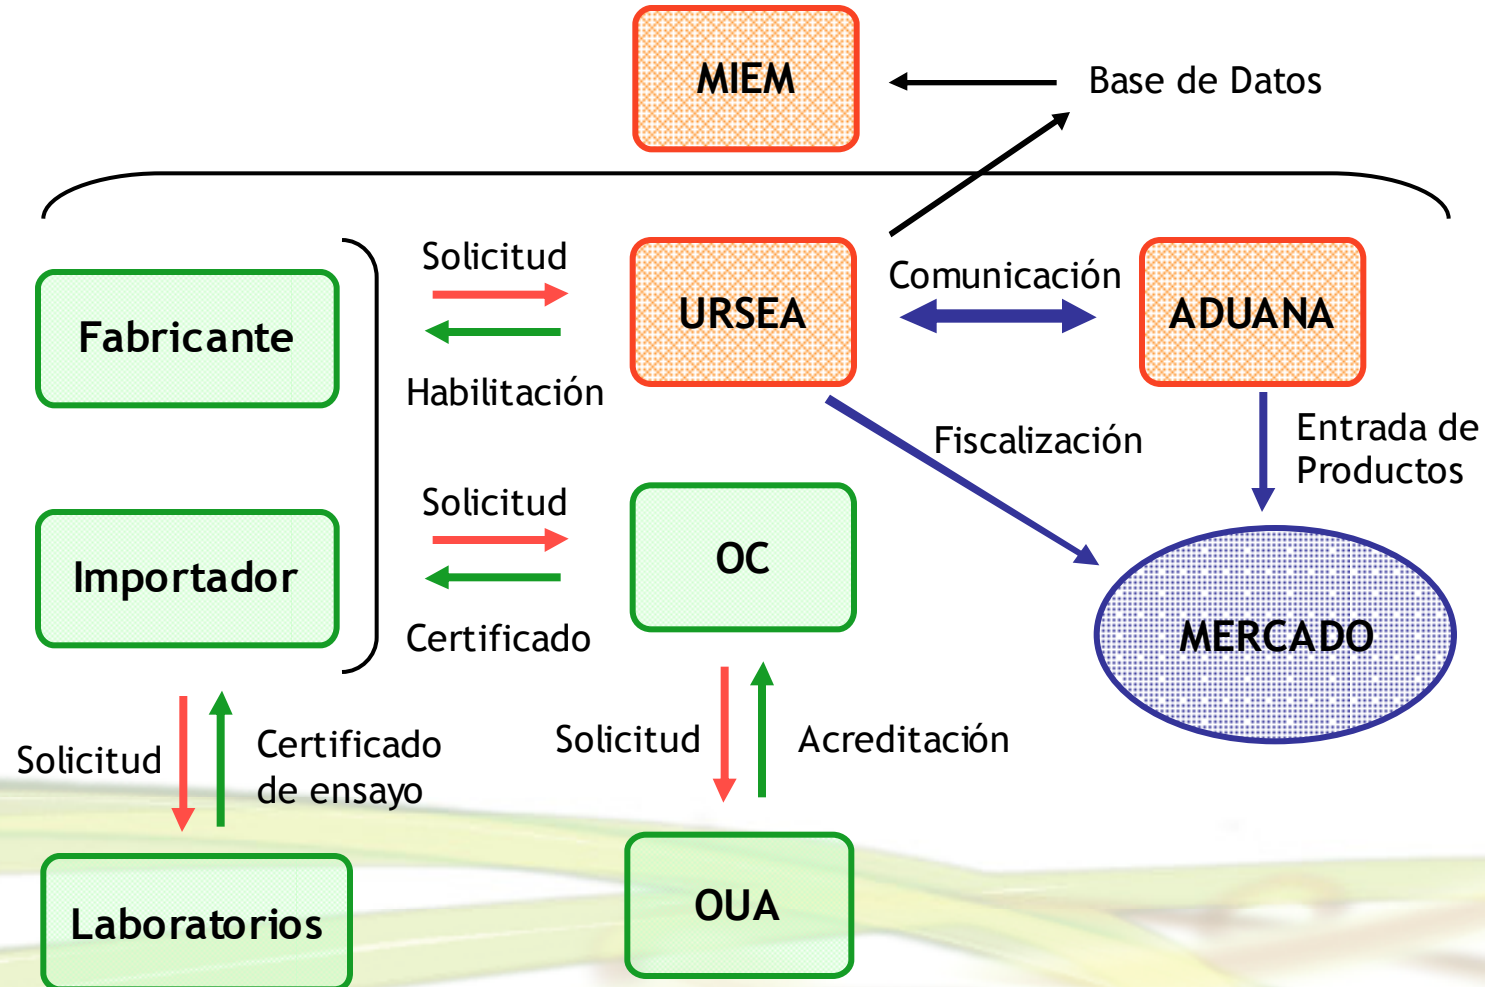 MIEM
Base de Datos
Solicitud
Fabricante
URSEA
Comunicación
ADUANA
Habilitación
Fiscalización
Entrada de
Productos
Solicitud
Importador
OC
Certificado
MERCADO
Solicitud
Certificado
de ensayo
Solicitud
Acreditación
Laboratorios
OUA